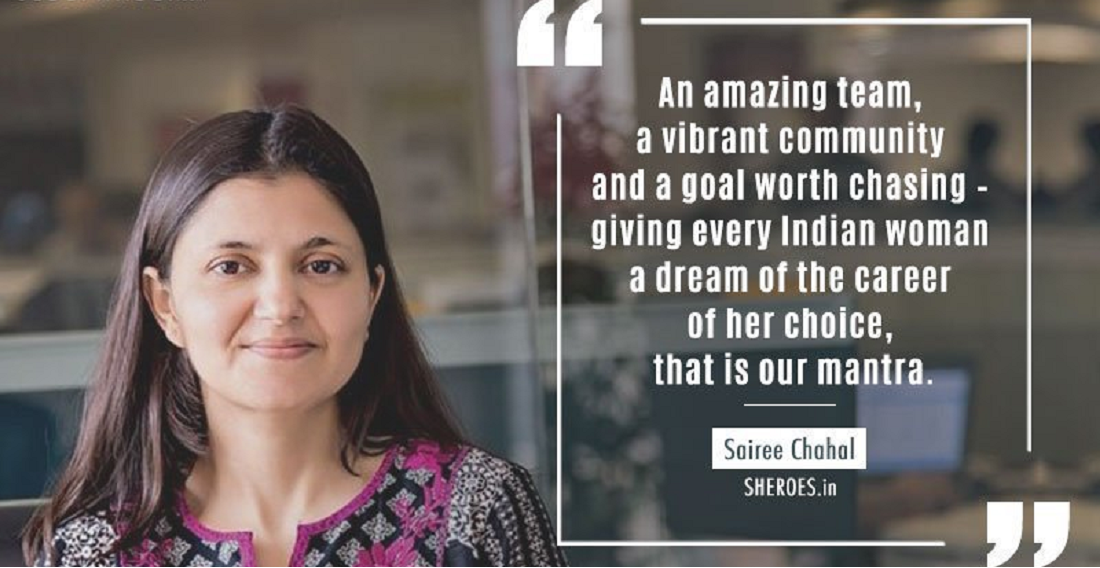 An amazing team,
a vibrant community
and a goal worth chasing -
giving every Indian woman
a dream of the career
of her choice,
that is our mantra.
Sairee Chahal
SHEROES.in